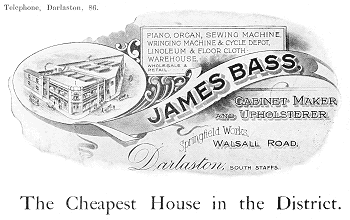 Telephone, Darlaston, 86.
PIANO, ORGAN, SEWING MACHINE,
WRINGING MACHINE & CYCLE DEPOT,
LINOLEUM & FLOOR CLOTH
WAREHOUSE,
WHOLESALE &
RETAIL.
JAMES BASS,
CABINET MAKER
AND UPHOLSTERER
Springfield Works,
WALSALL ROAD,
Darlaston, SOUTH STAFFS.
The Cheapest House in the District.